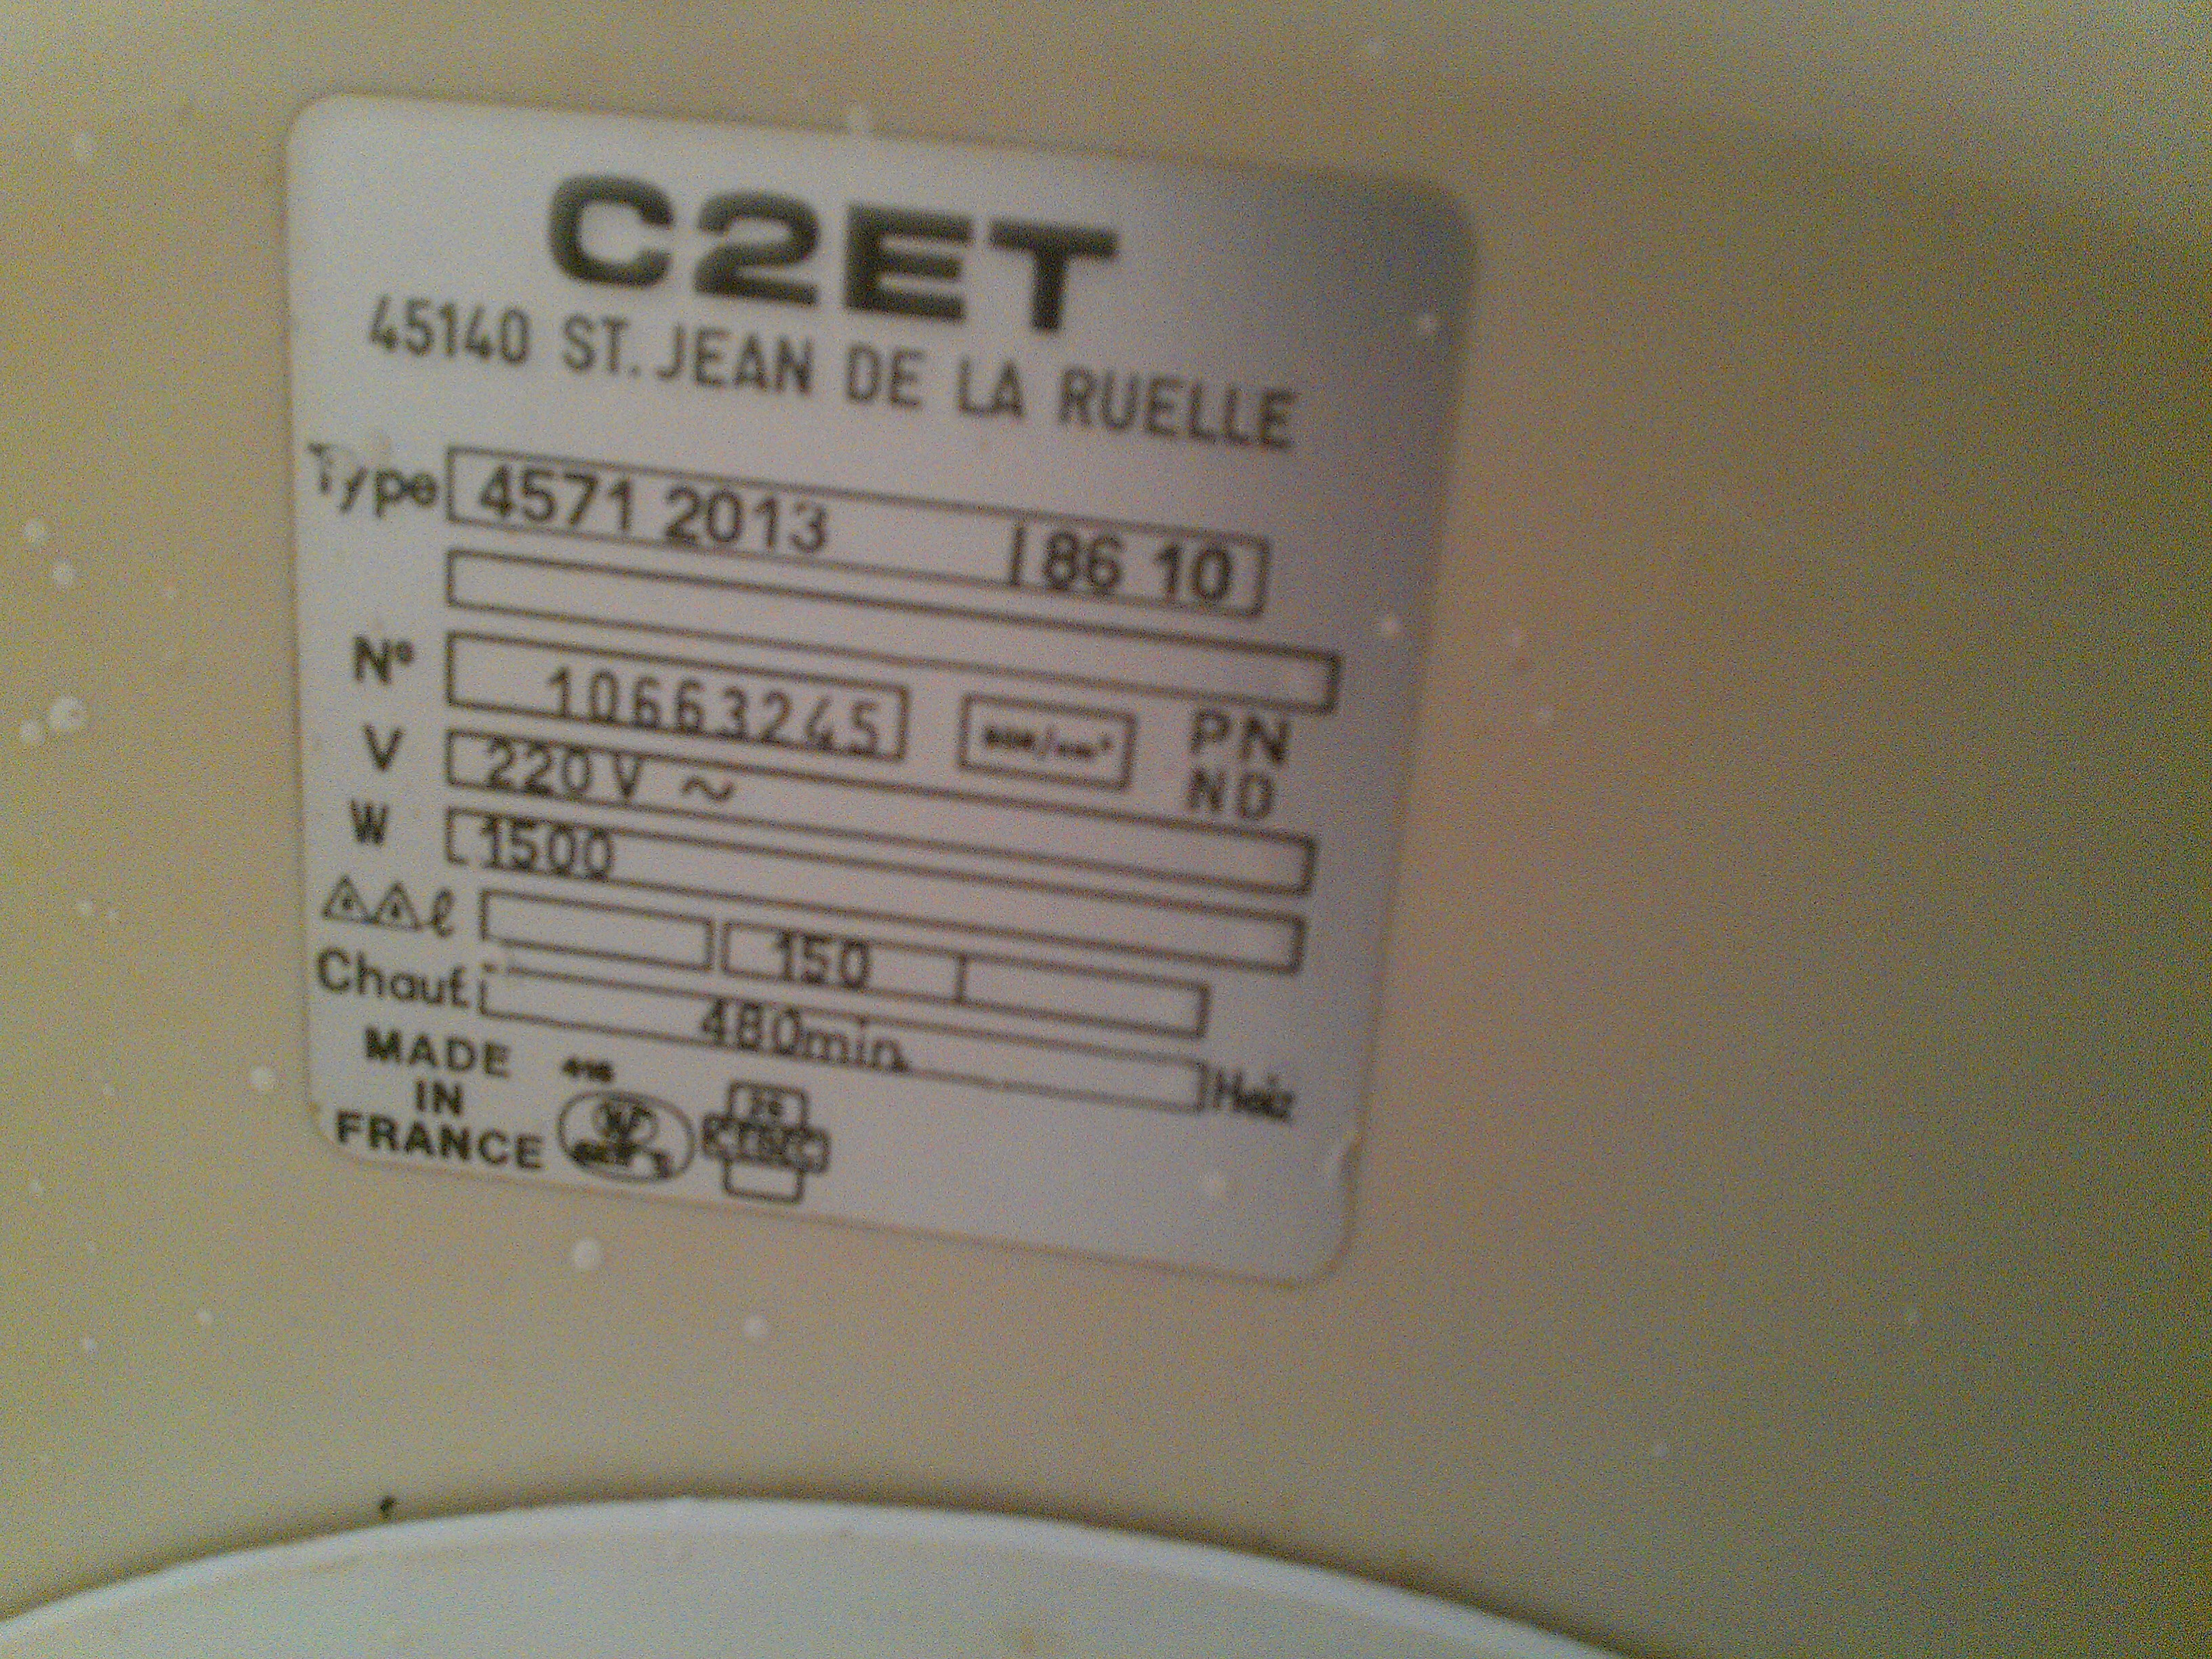 C2ET
45140 ST. JEAN DE LA RUELLE
Type 4571 2013 | 86 10
N° 10663245 PN
ND
V 220 V ~
W 1500
ℓ 150
Chauf. 480min. Heiz
MADE
IN
FRANCE